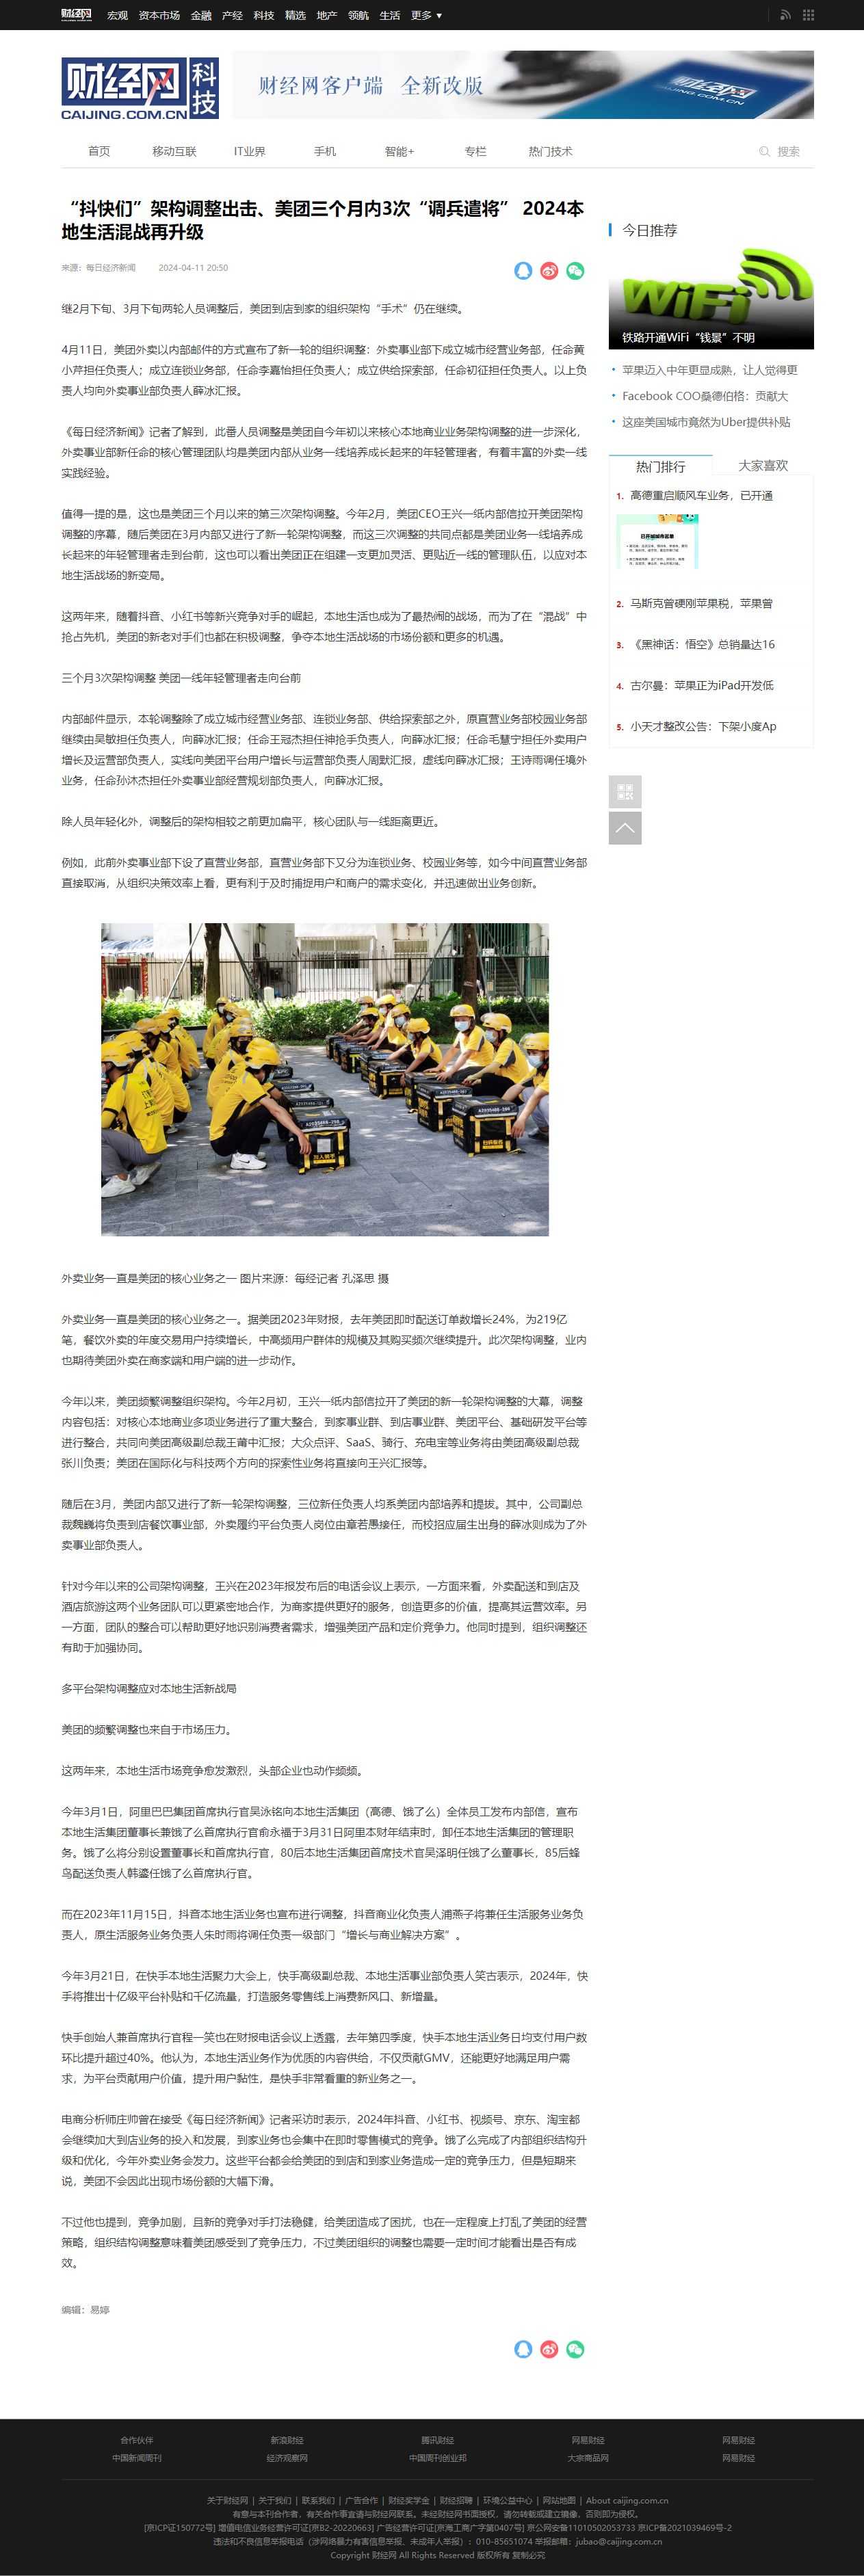 财经网 宏观 资本市场 金融 产经 科技 精选 地产 领航 生活 更多 ▼
财经网 科技
CAIJING.COM.CN
财经网客户端 全新改版
首页 移动互联 IT业界 手机 智能+ 专栏 热门技术 搜索
“抖快们”架构调整出击、美团三个月内3次“调兵遣将” 2024本
地生活混战再升级
来源：每日经济新闻 2024-04-11 20:50
继2月下旬、3月下旬两轮人员调整后，美团到店到家的组织架构“手术”仍在继续。
4月11日，美团外卖以内部邮件的方式宣布了新一轮的组织调整：外卖事业部下成立城市经营业务部，任命黄
小芹担任负责人；成立连锁业务部，任命李嘉怡担任负责人；成立供给探索部，任命初征担任负责人。以上负
责人均向外卖事业部负责人薛冰汇报。
《每日经济新闻》记者了解到，此番人员调整是美团自今年初以来核心本地商业业务架构调整的进一步深化，
外卖事业部新任命的核心管理团队均是美团内部从业务一线培养成长起来的年轻管理者，有着丰富的外卖一线
实践经验。
值得一提的是，这也是美团三个月以来的第三次架构调整。今年2月，美团CEO王兴一纸内部信拉开美团架构
调整的序幕，随后美团在3月内部又进行了新一轮架构调整，而这三次调整的共同点都是美团业务一线培养成
长起来的年轻管理者走到台前，这也可以看出美团正在组建一支更加灵活、更贴近一线的管理队伍，以应对本
地生活战场的新变局。
这两年来，随着抖音、小红书等新兴竞争对手的崛起，本地生活也成为了最热闹的战场，而为了在“混战”中
抢占先机，美团的新老对手们也都在积极调整，争夺本地生活战场的市场份额和更多的机遇。
三个月3次架构调整 美团一线年轻管理者走向台前
内部邮件显示，本轮调整除了成立城市经营业务部、连锁业务部、供给探索部之外，原直营业务部校园业务部
继续由吴敏担任负责人，向薛冰汇报；任命王冠杰担任神抢手负责人，向薛冰汇报；任命毛慧宁担任外卖用户
增长及运营部负责人，实线向美团平台用户增长与运营部负责人周默汇报，虚线向薛冰汇报；王诗雨调任境外
业务，任命孙沐杰担任外卖事业部经营规划部负责人，向薛冰汇报。
除人员年轻化外，调整后的架构相较之前更加扁平，核心团队与一线距离更近。
例如，此前外卖事业部下设了直营业务部，直营业务部下又分为连锁业务、校园业务等，如今中间直营业务部
直接取消，从组织决策效率上看，更有利于及时捕捉用户和商户的需求变化，并迅速做出业务创新。
外卖业务一直是美团的核心业务之一 图片来源：每经记者 孔泽思 摄
外卖业务一直是美团的核心业务之一。据美团2023年财报，去年美团即时配送订单数增长24%，为219亿
笔，餐饮外卖的年度交易用户持续增长，中高频用户群体的规模及其购买频次继续提升。此次架构调整，业内
也期待美团外卖在商家端和用户端的进一步动作。
今年以来，美团频繁调整组织架构。今年2月初，王兴一纸内部信拉开了美团的新一轮架构调整的大幕，调整
内容包括：对核心本地商业多项业务进行了重大整合，到家事业群、到店事业群、美团平台、基础研发平台等
进行整合，共同向美团高级副总裁王莆中汇报；大众点评、SaaS、骑行、充电宝等业务将由美团高级副总裁
张川负责；美团在国际化与科技两个方向的探索性业务将直接向王兴汇报等。
随后在3月，美团内部又进行了新一轮架构调整，三位新任负责人均系美团内部培养和提拔。其中，公司副总
裁魏巍将负责到店餐饮事业部，外卖履约平台负责人岗位由章若愚接任，而校招应届生出身的薛冰则成为了外
卖事业部负责人。
针对今年以来的公司架构调整，王兴在2023年报发布后的电话会议上表示，一方面来看，外卖配送和到店及
酒店旅游这两个业务团队可以更紧密地合作，为商家提供更好的服务，创造更多的价值，提高其运营效率。另
一方面，团队的整合可以帮助更好地识别消费者需求，增强美团产品和定价竞争力。他同时提到，组织调整还
有助于加强协同。
多平台架构调整应对本地生活新战局
美团的频繁调整也来自于市场压力。
这两年来，本地生活市场竞争愈发激烈，头部企业也动作频频。
今年3月1日，阿里巴巴集团首席执行官吴泳铭向本地生活集团（高德、饿了么）全体员工发布内部信，宣布
本地生活集团董事长兼饿了么首席执行官俞永福于3月31日阿里本财年结束时，卸任本地生活集团的管理职
务。饿了么将分别设置董事长和首席执行官，80后本地生活集团首席技术官吴泽明任饿了么董事长，85后蜂
鸟配送负责人韩鎏任饿了么首席执行官。
而在2023年11月15日，抖音本地生活业务也宣布进行调整，抖音商业化负责人浦燕子将兼任生活服务业务负
责人，原生活服务业务负责人朱时雨将调任负责一级部门“增长与商业解决方案”。
今年3月21日，在快手本地生活聚力大会上，快手高级副总裁、本地生活事业部负责人笑古表示，2024年，快
手将推出十亿级平台补贴和千亿流量，打造服务零售线上消费新风口、新增量。
快手创始人兼首席执行官程一笑也在财报电话会议上透露，去年第四季度，快手本地生活业务日均支付用户数
环比提升超过40%。他认为，本地生活业务作为优质的内容供给，不仅贡献GMV，还能更好地满足用户需
求，为平台贡献用户价值，提升用户黏性，是快手非常看重的新业务之一。
电商分析师庄帅曾在接受《每日经济新闻》记者采访时表示，2024年抖音、小红书、视频号、京东、淘宝都
会继续加大到店业务的投入和发展，到家业务也会集中在即时零售模式的竞争。饿了么完成了内部组织结构升
级和优化，今年外卖业务会发力。这些平台都会给美团的到店和到家业务造成一定的竞争压力，但是短期来
说，美团不会因此出现市场份额的大幅下滑。
不过他也提到，竞争加剧，且新的竞争对手打法稳健，给美团造成了困扰，也在一定程度上打乱了美团的经营
策略，组织结构调整意味着美团感受到了竞争压力，不过美团组织的调整也需要一定时间才能看出是否有成
效。
编辑：易婷
今日推荐
WiFi
铁路开通WiFi“钱景”不明
苹果迈入中年更显成熟，让人觉得更
Facebook COO桑德伯格：贡献大
这座美国城市竟然为Uber提供补贴
热门排行 大家喜欢
1. 高德重启顺风车业务，已开通
2. 马斯克曾硬刚苹果税，苹果曾
3. 《黑神话：悟空》总销量达16
4. 古尔曼：苹果正为iPad开发低
5. 小天才整改公告：下架小度Ap
合作伙伴 新浪财经 腾讯财经 网易财经 网易财经
中国新闻周刊 经济观察网 中国周刊创业邦 大宗商品网 网易财经
关于财经网 | 关于我们 | 联系我们 | 广告合作 | 财经奖学金 | 财经招聘 | 环境公益中心 | 网站地图 | About caijing.com.cn
有意与本刊合作者，有关合作事宜请与财经网联系。未经财经网书面授权，请勿转载或建立镜像，否则即为侵权。
[京ICP证150772号] 增值电信业务经营许可证[京B2-20220663] 广告经营许可证[京海工商广字第0407号] 京公网安备11010502053733 京ICP备2021039469号-2
违法和不良信息举报电话（涉网络暴力有害信息举报、未成年人举报）：010-85651074 举报邮箱：jubao@caijing.com.cn
Copyright 财经网 All Rights Reserved 版权所有 复制必究